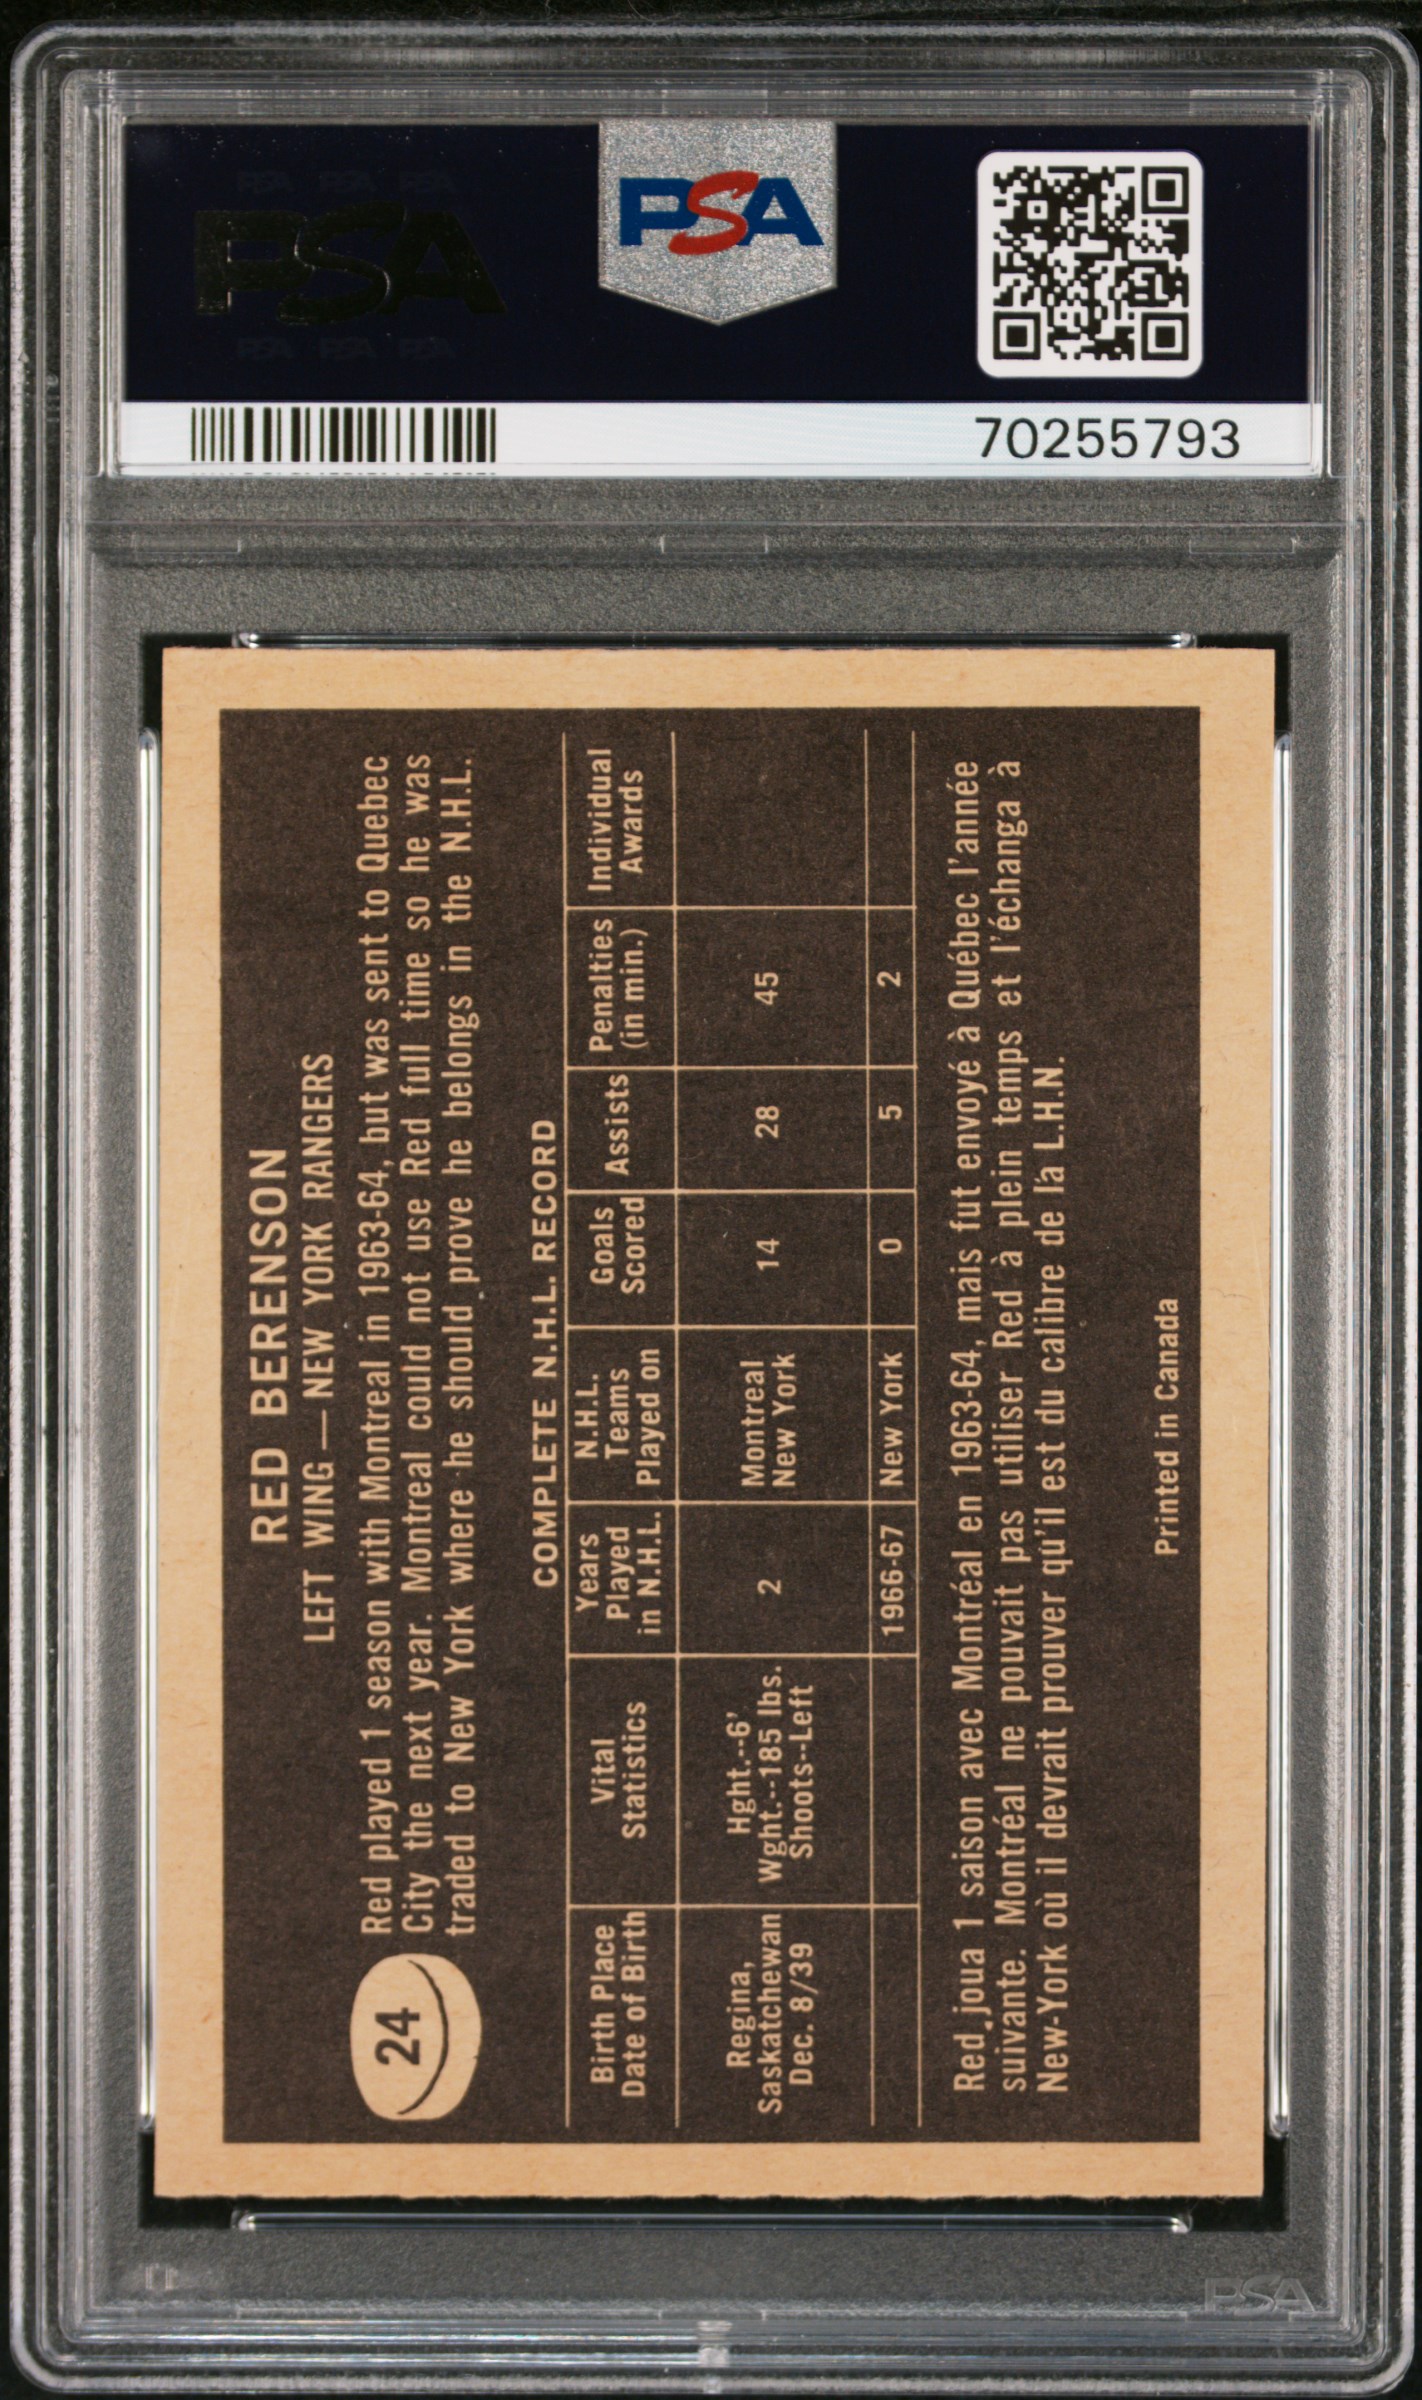 PSA PSA PSA
PSA
PSA PSA PSA
PSA
70255793
RED BERENSON
LEFT WING — NEW YORK RANGERS
24
Red played 1 season with Montreal in 1963-64, but was sent to Quebec
City the next year. Montreal could not use Red full time so he was
traded to New York where he should prove he belongs in the N.H.L.
COMPLETE N.H.L. RECORD
Birth Place
Date of Birth
Vital
Statistics
Years
Played
in N.H.L.
N.H.L.
Teams
Played on
Goals
Scored
Assists
Penalties
(in min.)
Individual
Awards
Regina,
Saskatchewan
Dec. 8/39
Hght.--6'
Wght.--185 lbs.
Shoots--Left
2
Montreal
New York
14
28
45
1966-67
New York
0
5
2
Red joua 1 saison avec Montréal en 1963-64, mais fut envoyé à Québec l'année
suivante. Montréal ne pouvait pas utiliser Red à plein temps et l'échanga à
New-York où il devrait prouver qu'il est du calibre de la L.H.N.
Printed in Canada
PSA